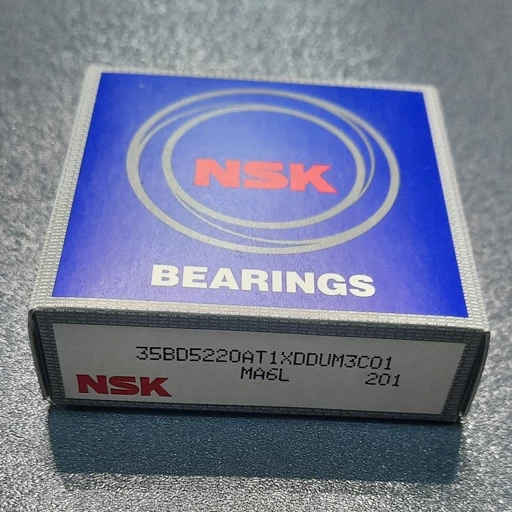 NSK
BEARINGS
35BD5220AT1XDDUM3C01
MA6L 201
NSK